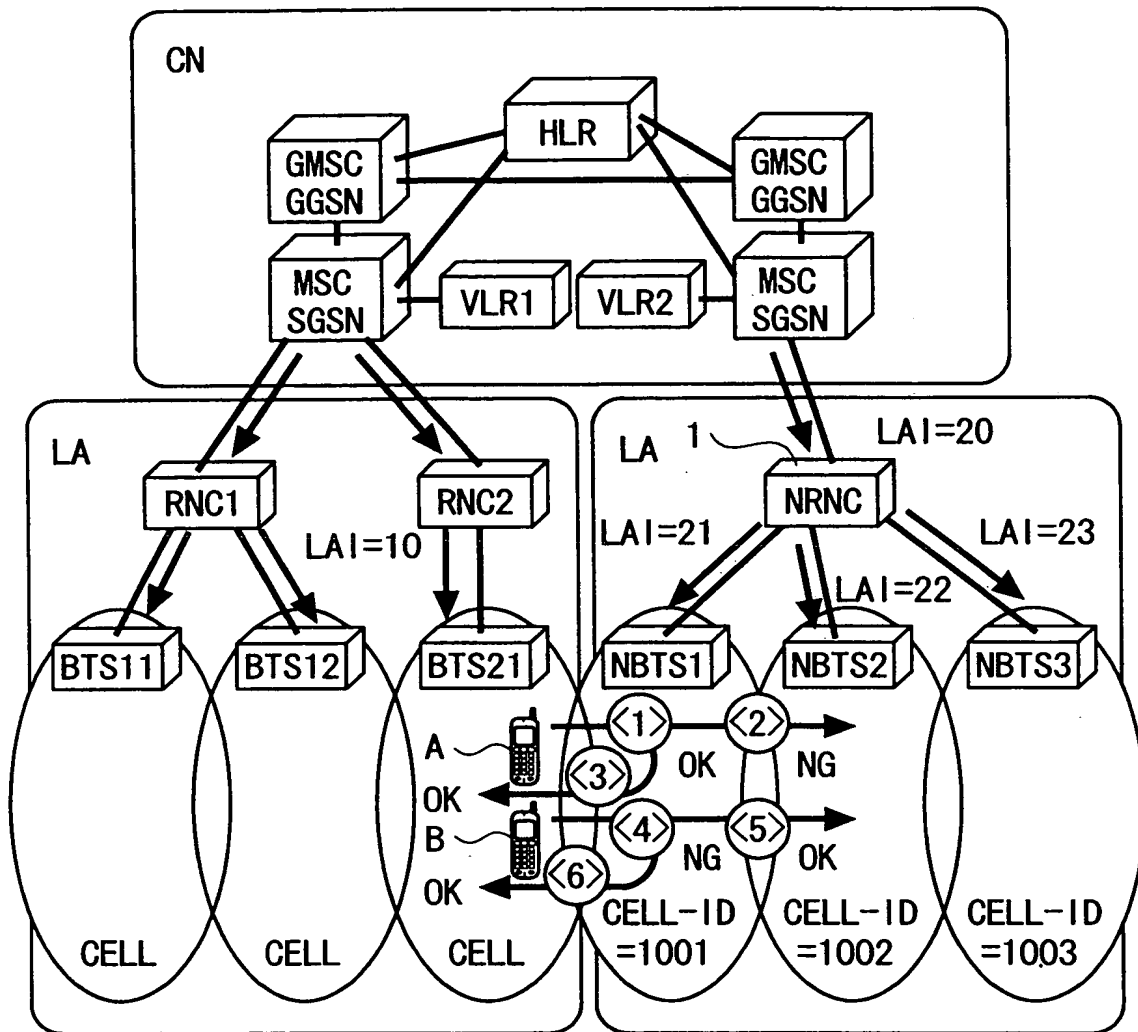 CN
HLR
GMSC
GGSN
GMSC
GGSN
MSC
SGSN
VLR1
VLR2
MSC
SGSN
LA
LA
1
LAI=20
RNC1
RNC2
NRNC
LAI=10
LAI=21
LAI=23
LAI=22
BTS11
BTS12
BTS21
NBTS1
NBTS2
NBTS3
<1>
<2>
A
OK
NG
<3>
OK
<4>
<5>
B
NG
OK
<6>
OK
CELL
CELL
CELL
CELL-ID
=1001
CELL-ID
=1002
CELL-ID
=1003